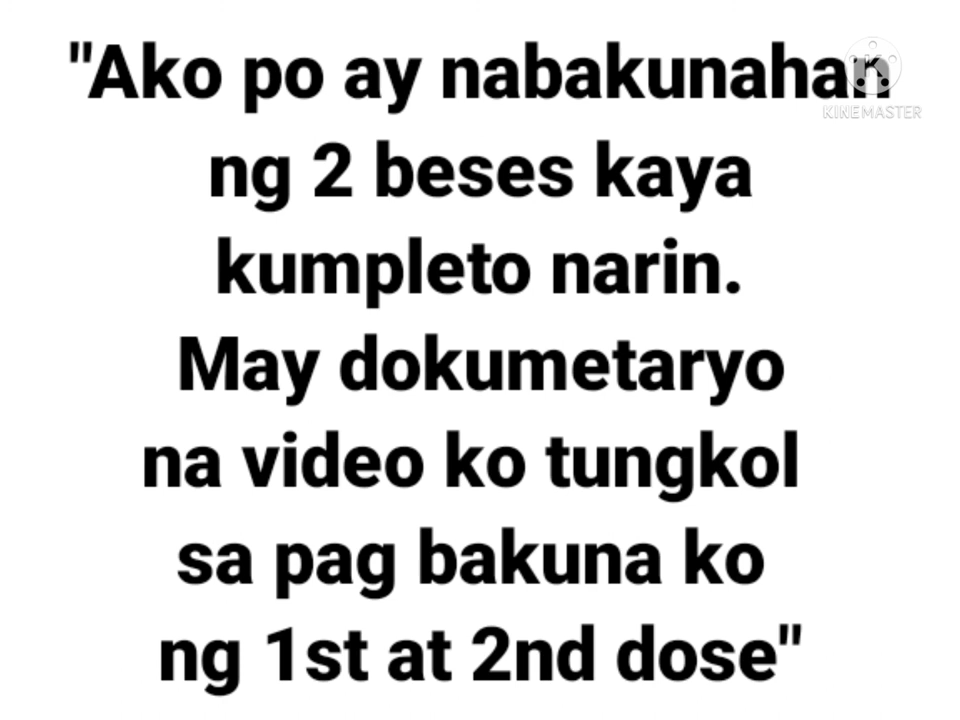 "Ako po ay nabakunahan
KINEMASTER
ng 2 beses kaya
kumpleto narin.
May dokumetaryo
na video ko tungkol
sa pag bakuna ko
ng 1st at 2nd dose"